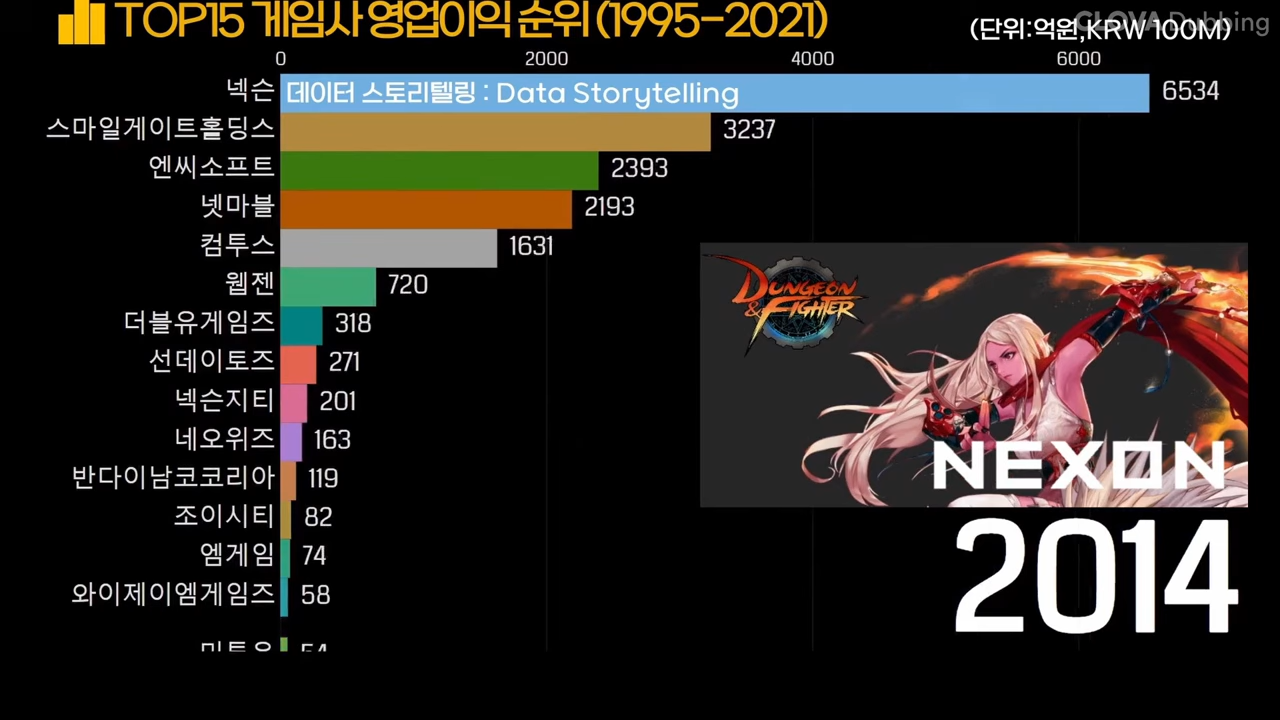 TOP15 게임사 영업이익 순위 (1995-2021)
CLOVA Dubbing
(단위:억원,KRW 100M)
0 2000 4000 6000
넥슨 데이터 스토리텔링 : Data Storytelling 6534
스마일게이트홀딩스 3237
엔씨소프트 2393
넷마블 2193
컴투스 1631
웹젠 720
더블유게임즈 318
선데이토즈 271
넥슨지티 201
네오위즈 163
반다이남코코리아 119
조이시티 82
엠게임 74
와이제이엠게임즈 58
54
DUNGEON
& FIGHTER
NEXON
2014